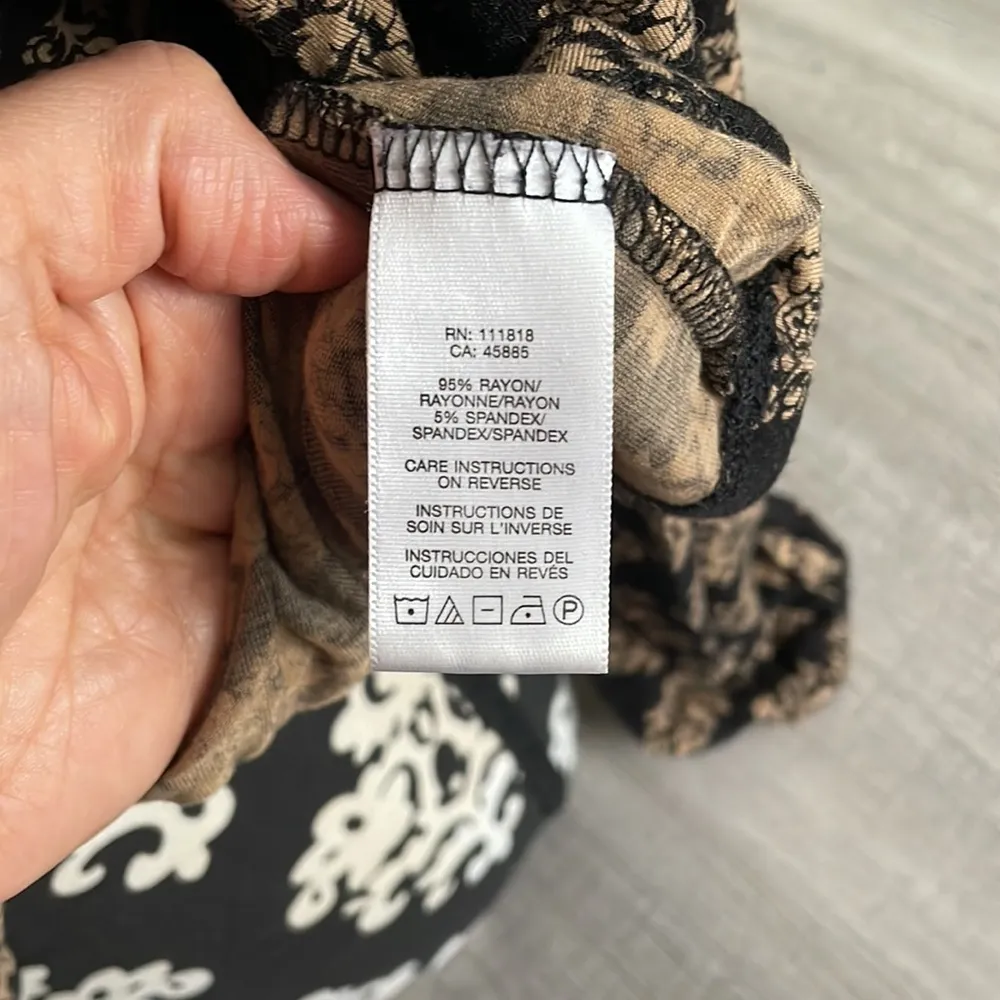 RN: 111818
CA: 45885
95% RAYON/
RAYONNE/RAYON
5% SPANDEX/
SPANDEX/SPANDEX
CARE INSTRUCTIONS
ON REVERSE
INSTRUCTIONS DE
SOIN SUR L'INVERSE
INSTRUCCIONES DEL
CUIDADO EN REVÉS
P